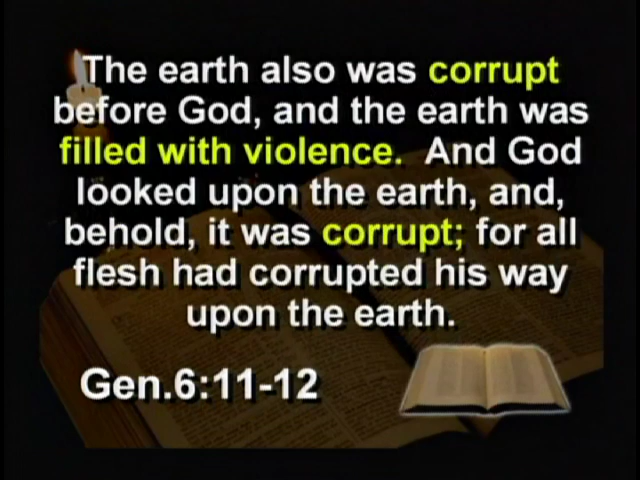 The earth also was corrupt
before God, and the earth was
filled with violence. And God
looked upon the earth, and,
behold, it was corrupt; for all
flesh had corrupted his way
upon the earth.
Gen.6:11-12